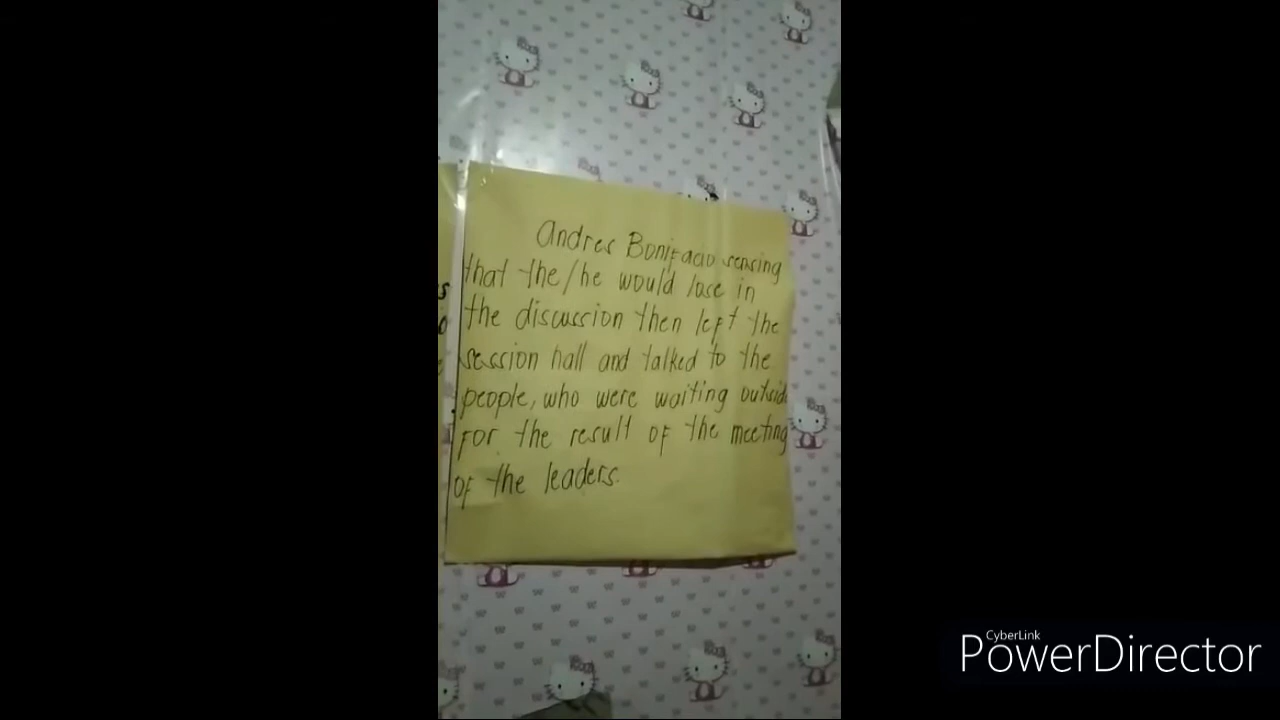 Andres Bonifacio sensing
that the/he would lose in
the discussion then left the
session hall and talked to the
people, who were waiting outside
for the result of the meeting
of the leaders.
CyberLink
PowerDirector